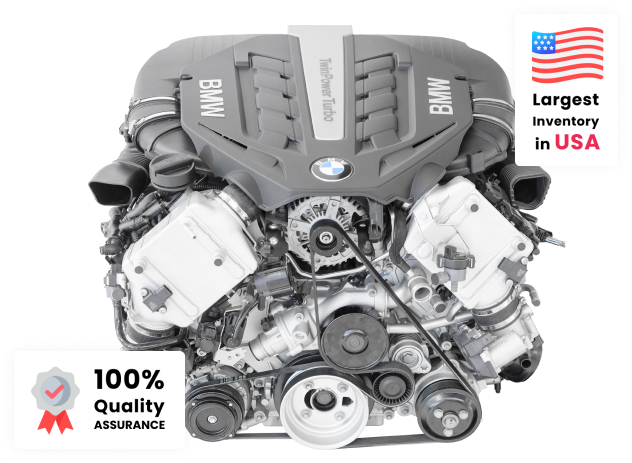 TwinPower Turbo
BMW
BMW
Largest
Inventory
in USA
100%
Quality
ASSURANCE